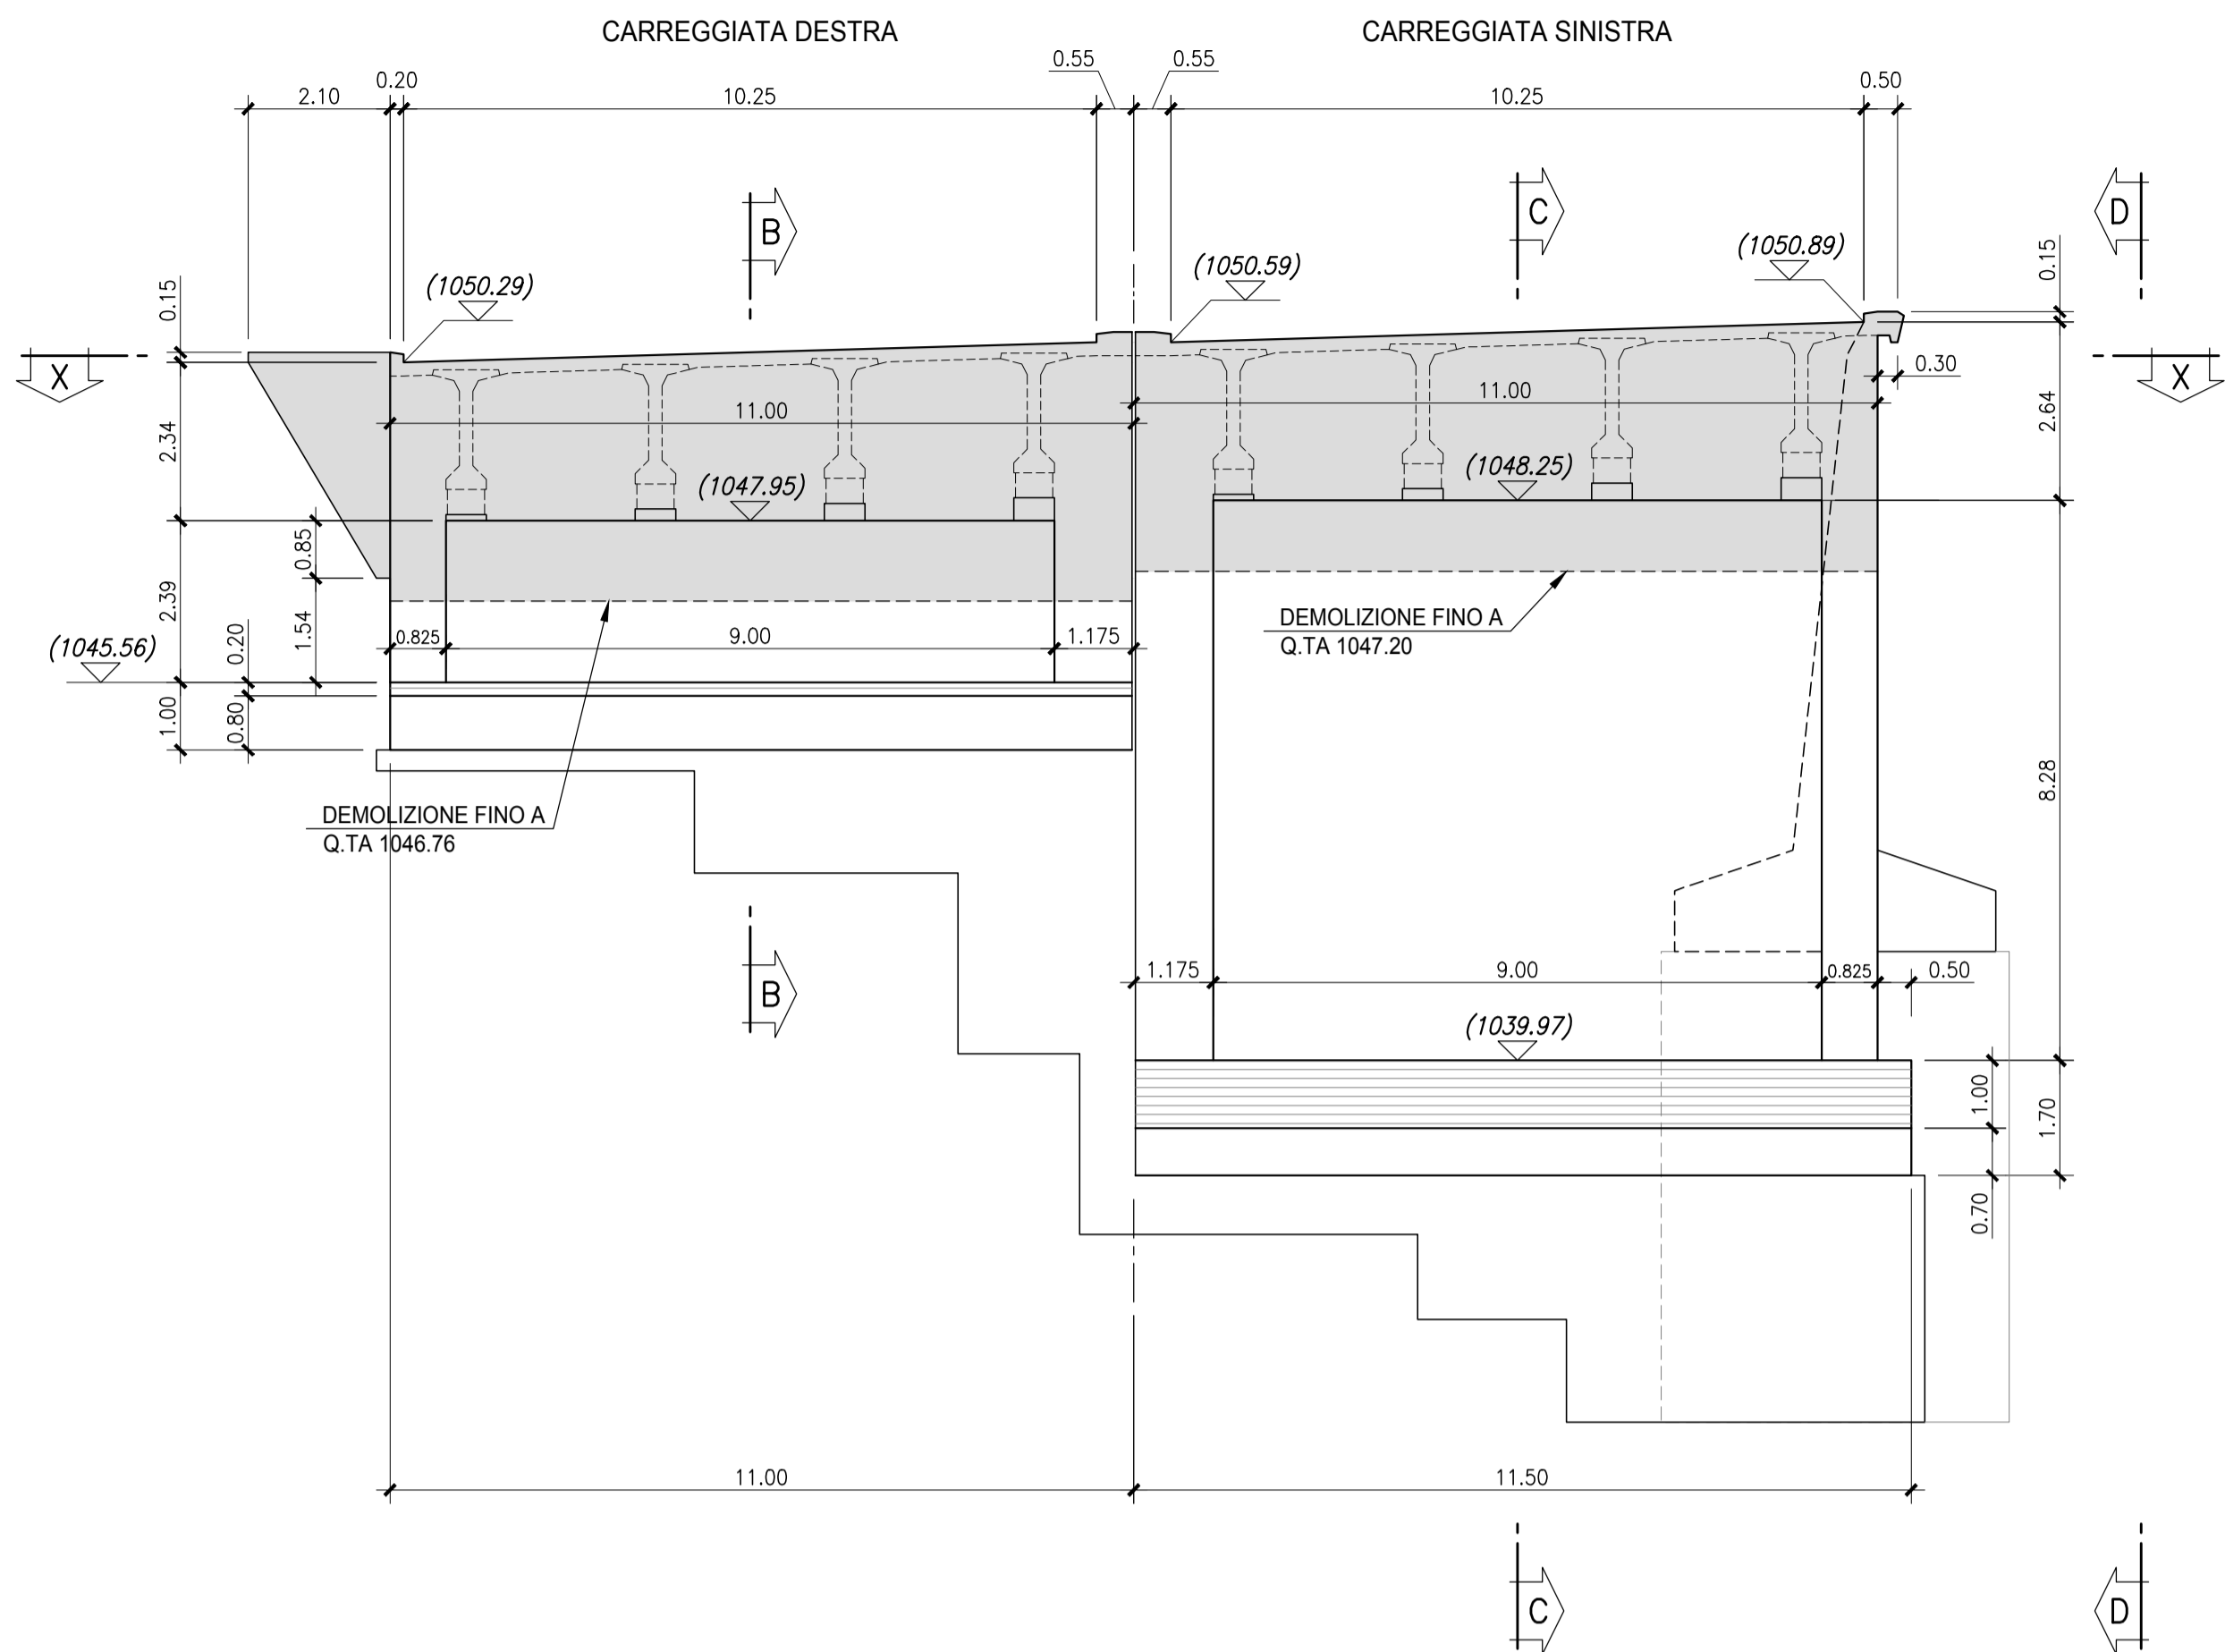 CARREGGIATA DESTRA
CARREGGIATA SINISTRA
0.55
0.55
0.20
0.50
2.10
10.25
10.25
B
C
D
(1050.29)
(1050.59)
(1050.89)
0.15
0.15
X
X
0.30
11.00
11.00
2.34
2.64
(1047.95)
(1048.25)
0.85
2.39
1.54
0.20
(1045.56)
0.825
9.00
1.175
DEMOLIZIONE FINO A
Q.TA 1047.20
1.00
0.80
8.28
DEMOLIZIONE FINO A
Q.TA 1046.76
B
1.175
9.00
0.825
0.50
(1039.97)
1.00
1.70
0.70
11.00
11.50
C
D